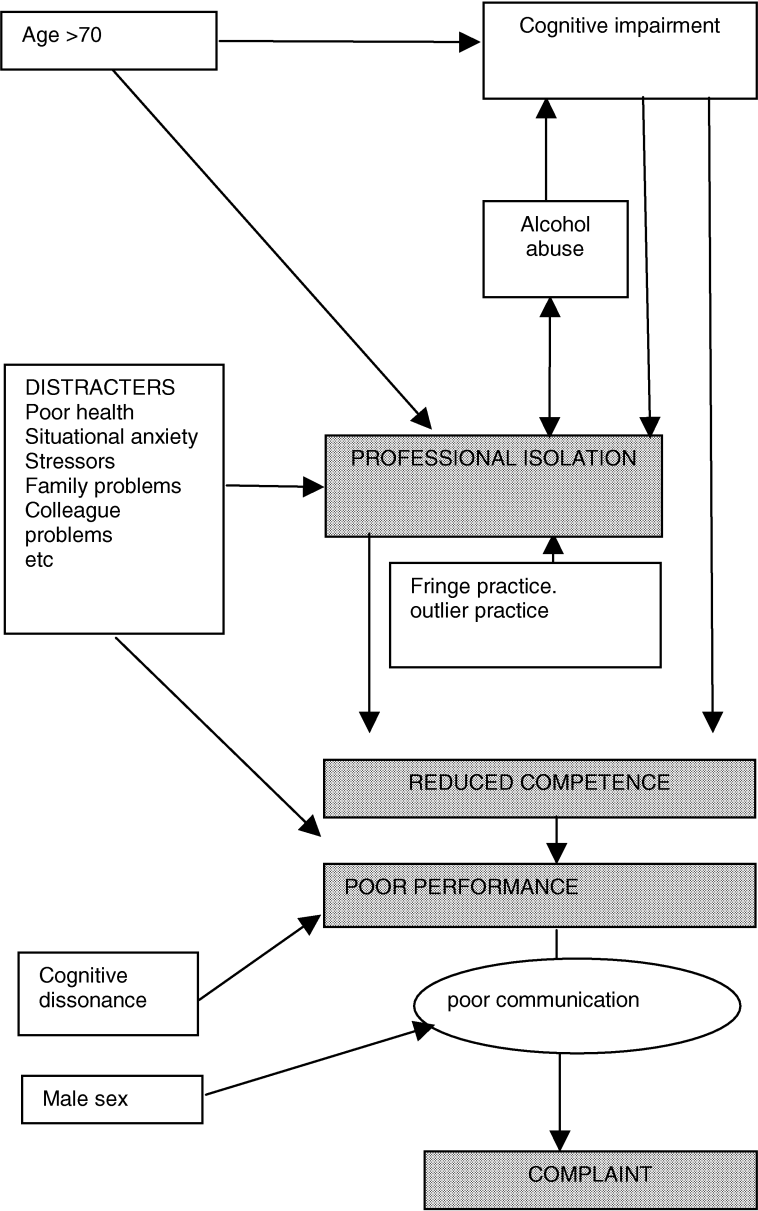 Age >70
Cognitive impairment
Alcohol
abuse
DISTRACTERS
Poor health
Situational anxiety
Stressors
Family problems
Colleague
problems
etc
PROFESSIONAL ISOLATION
Fringe practice.
outlier practice
REDUCED COMPETENCE
POOR PERFORMANCE
Cognitive
dissonance
poor communication
Male sex
COMPLAINT